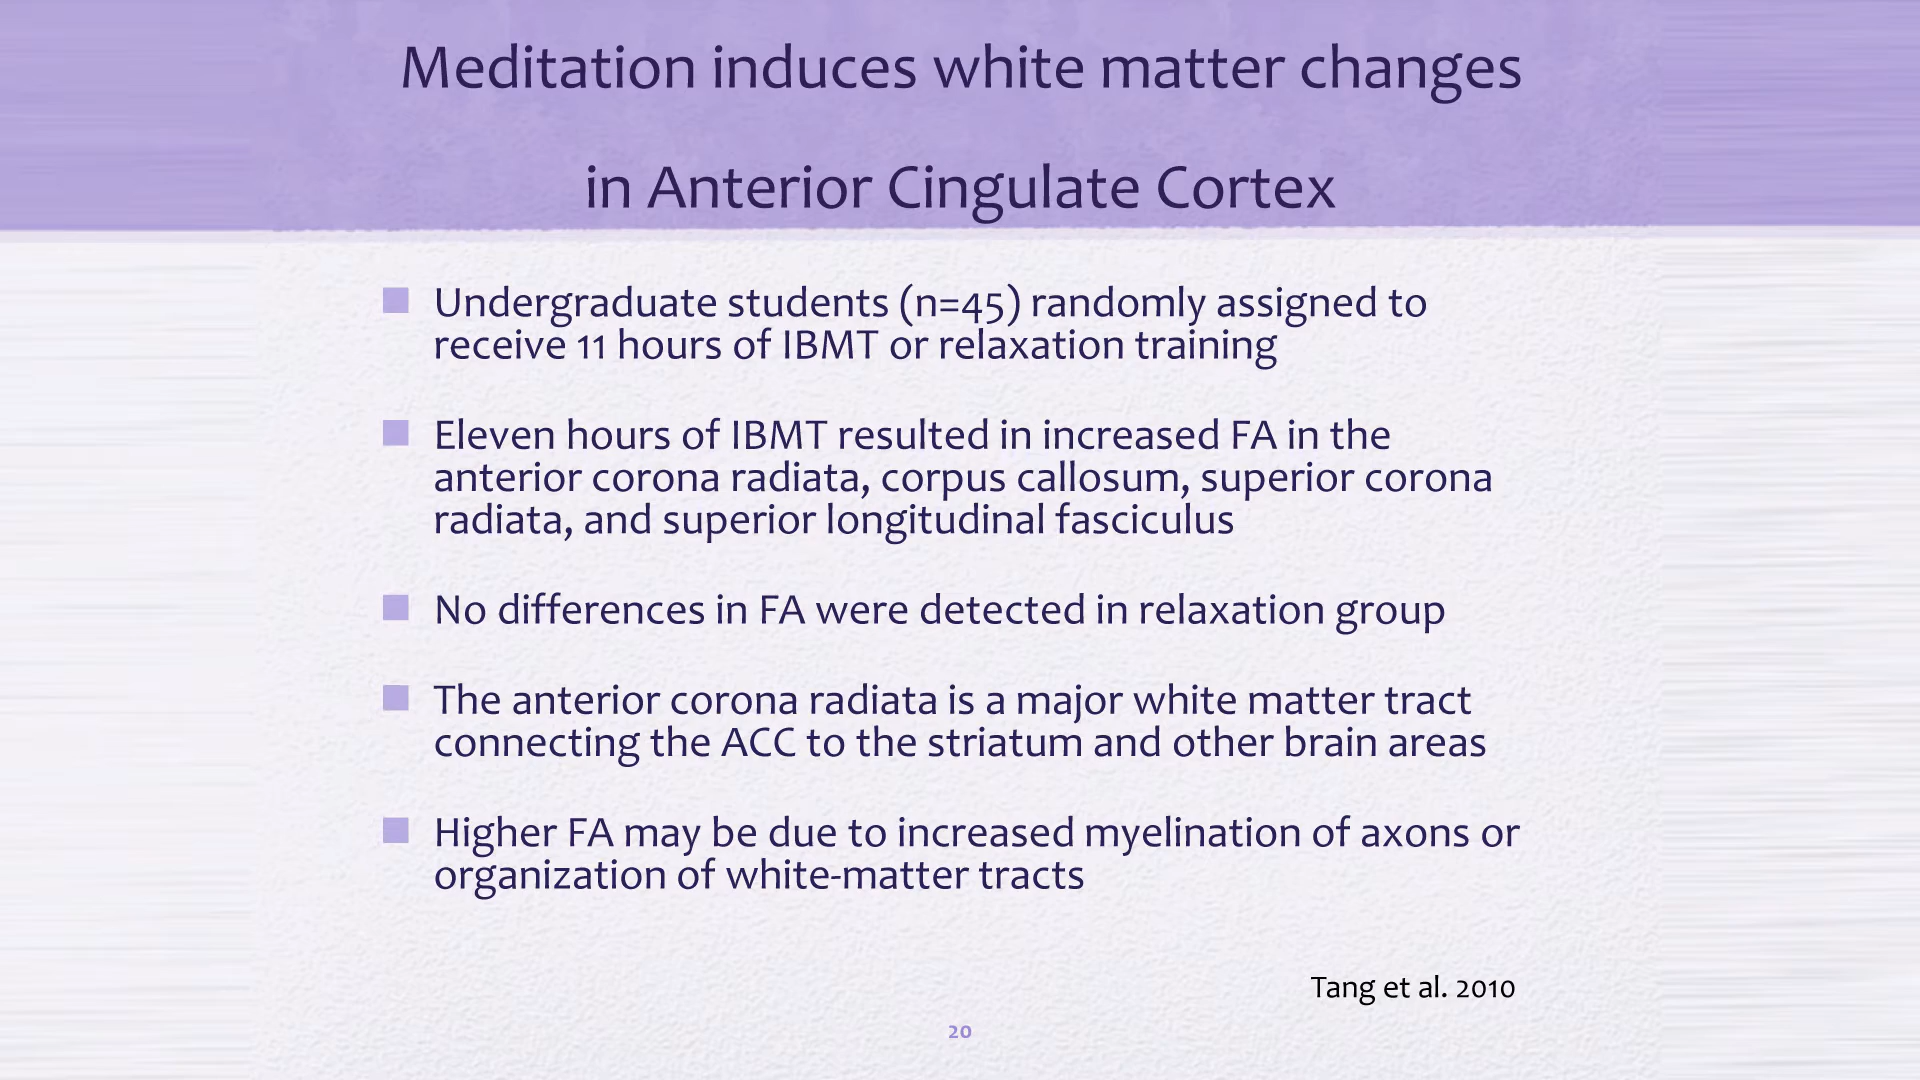 Meditation induces white matter changes
in Anterior Cingulate Cortex
Undergraduate students (n=45) randomly assigned to
receive 11 hours of IBMT or relaxation training
Eleven hours of IBMT resulted in increased FA in the
anterior corona radiata, corpus callosum, superior corona
radiata, and superior longitudinal fasciculus
No differences in FA were detected in relaxation group
The anterior corona radiata is a major white matter tract
connecting the ACC to the striatum and other brain areas
Higher FA may be due to increased myelination of axons or
organization of white-matter tracts
Tang et al. 2010
20